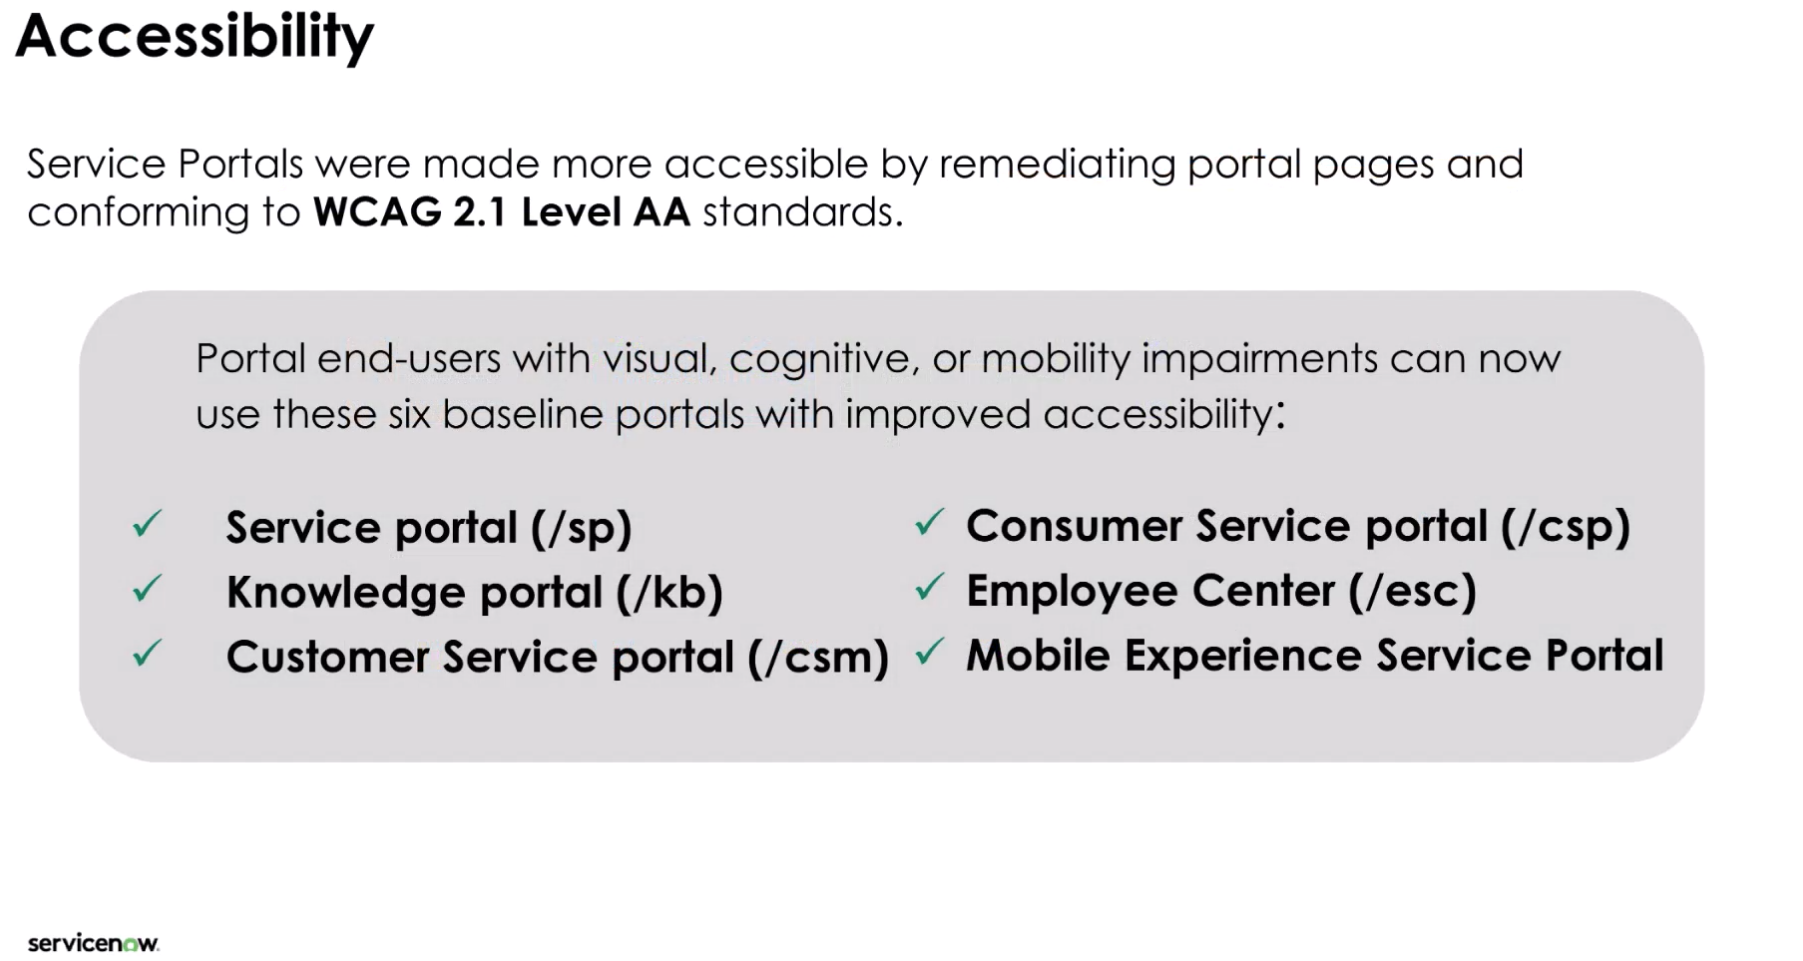 Accessibility
Service Portals were made more accessible by remediating portal pages and
conforming to WCAG 2.1 Level AA standards.
Portal end-users with visual, cognitive, or mobility impairments can now
use these six baseline portals with improved accessibility:
✓ Service portal (/sp)
✓ Knowledge portal (/kb)
✓ Customer Service portal (/csm)
✓ Consumer Service portal (/csp)
✓ Employee Center (/esc)
✓ Mobile Experience Service Portal
servicenow.